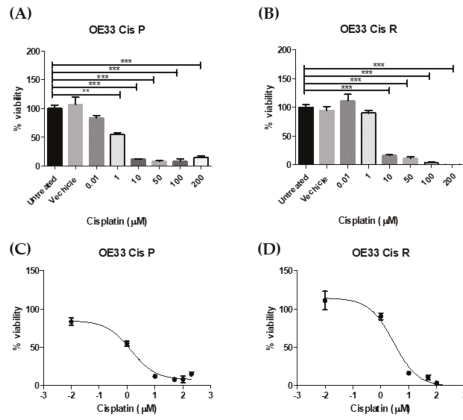 (A)
OE33 Cis P
200
150
100
50
0
% viability
***
***
***
***
**
Untreated
Vechicle
0.01
1
10
50
100
200
Cisplatin (μM)
(B)
OE33 Cis R
200
150
100
50
0
% viability
***
***
***
***
Untreated
Vechicle
0.01
1
10
50
100
200
Cisplatin (μM)
(C)
OE33 Cis P
150
100
50
0
% viability
-3 -2 -1 0 1 2 3
Cisplatin (μM)
(D)
OE33 Cis R
150
100
50
0
% viability
-3 -2 -1 0 1 2 3
Cisplatin (μM)